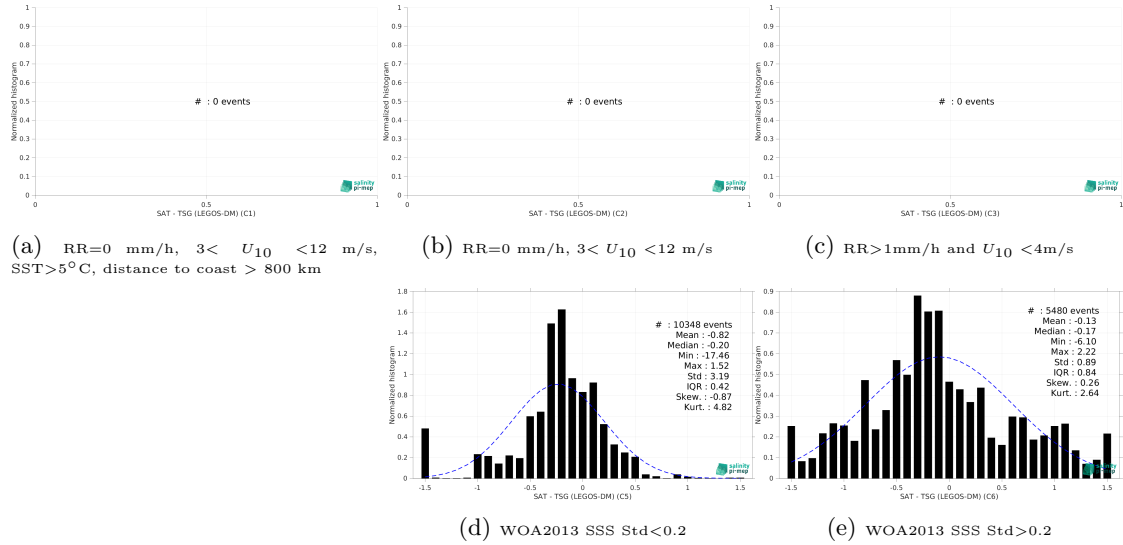 1
0.9
0.8
0.7
0.6
0.5
0.4
0.3
0.2
0.1
0
Normalized histogram
# : 0 events
0 0.5 1
SAT - TSG (LEGOS-DM) (C1)
salinity
pi-mep
1
0.9
0.8
0.7
0.6
0.5
0.4
0.3
0.2
0.1
0
Normalized histogram
# : 0 events
0 0.5 1
SAT - TSG (LEGOS-DM) (C2)
salinity
pi-mep
1
0.9
0.8
0.7
0.6
0.5
0.4
0.3
0.2
0.1
0
Normalized histogram
# : 0 events
0 0.5 1
SAT - TSG (LEGOS-DM) (C3)
salinity
pi-mep
(a) RR=0 mm/h, 3< U10 <12 m/s,
SST>5°C, distance to coast > 800 km
(b) RR=0 mm/h, 3< U10 <12 m/s
(c) RR>1mm/h and U10 <4m/s
1.8
1.6
1.4
1.2
1
0.8
0.6
0.4
0.2
0
Normalized histogram
# : 10348 events
Mean : -0.82
Median : -0.20
Min : -17.46
Max : 1.52
Std : 3.19
IQR : 0.42
Skew. : -0.87
Kurt. : 4.82
-1.5 -1 -0.5 0 0.5 1 1.5
SAT - TSG (LEGOS-DM) (C5)
salinity
pi-mep
0.9
0.8
0.7
0.6
0.5
0.4
0.3
0.2
0.1
0
Normalized histogram
# : 5480 events
Mean : -0.13
Median : -0.17
Min : -6.10
Max : 2.22
Std : 0.89
IQR : 0.84
Skew. : 0.26
Kurt. : 2.64
-1.5 -1 -0.5 0 0.5 1 1.5
SAT - TSG (LEGOS-DM) (C6)
salinity
pi-mep
(d) WOA2013 SSS Std<0.2
(e) WOA2013 SSS Std>0.2